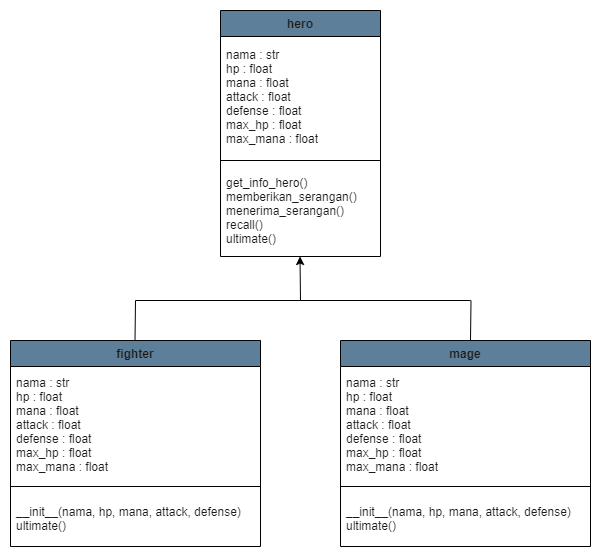 hero
nama : str
hp : float
mana : float
attack : float
defense : float
max_hp : float
max_mana : float
get_info_hero()
memberikan_serangan()
menerima_serangan()
recall()
ultimate()
fighter
nama : str
hp : float
mana : float
attack : float
defense : float
max_hp : float
max_mana : float
__init__(nama, hp, mana, attack, defense)
ultimate()
mage
nama : str
hp : float
mana : float
attack : float
defense : float
max_hp : float
max_mana : float
__init__(nama, hp, mana, attack, defense)
ultimate()